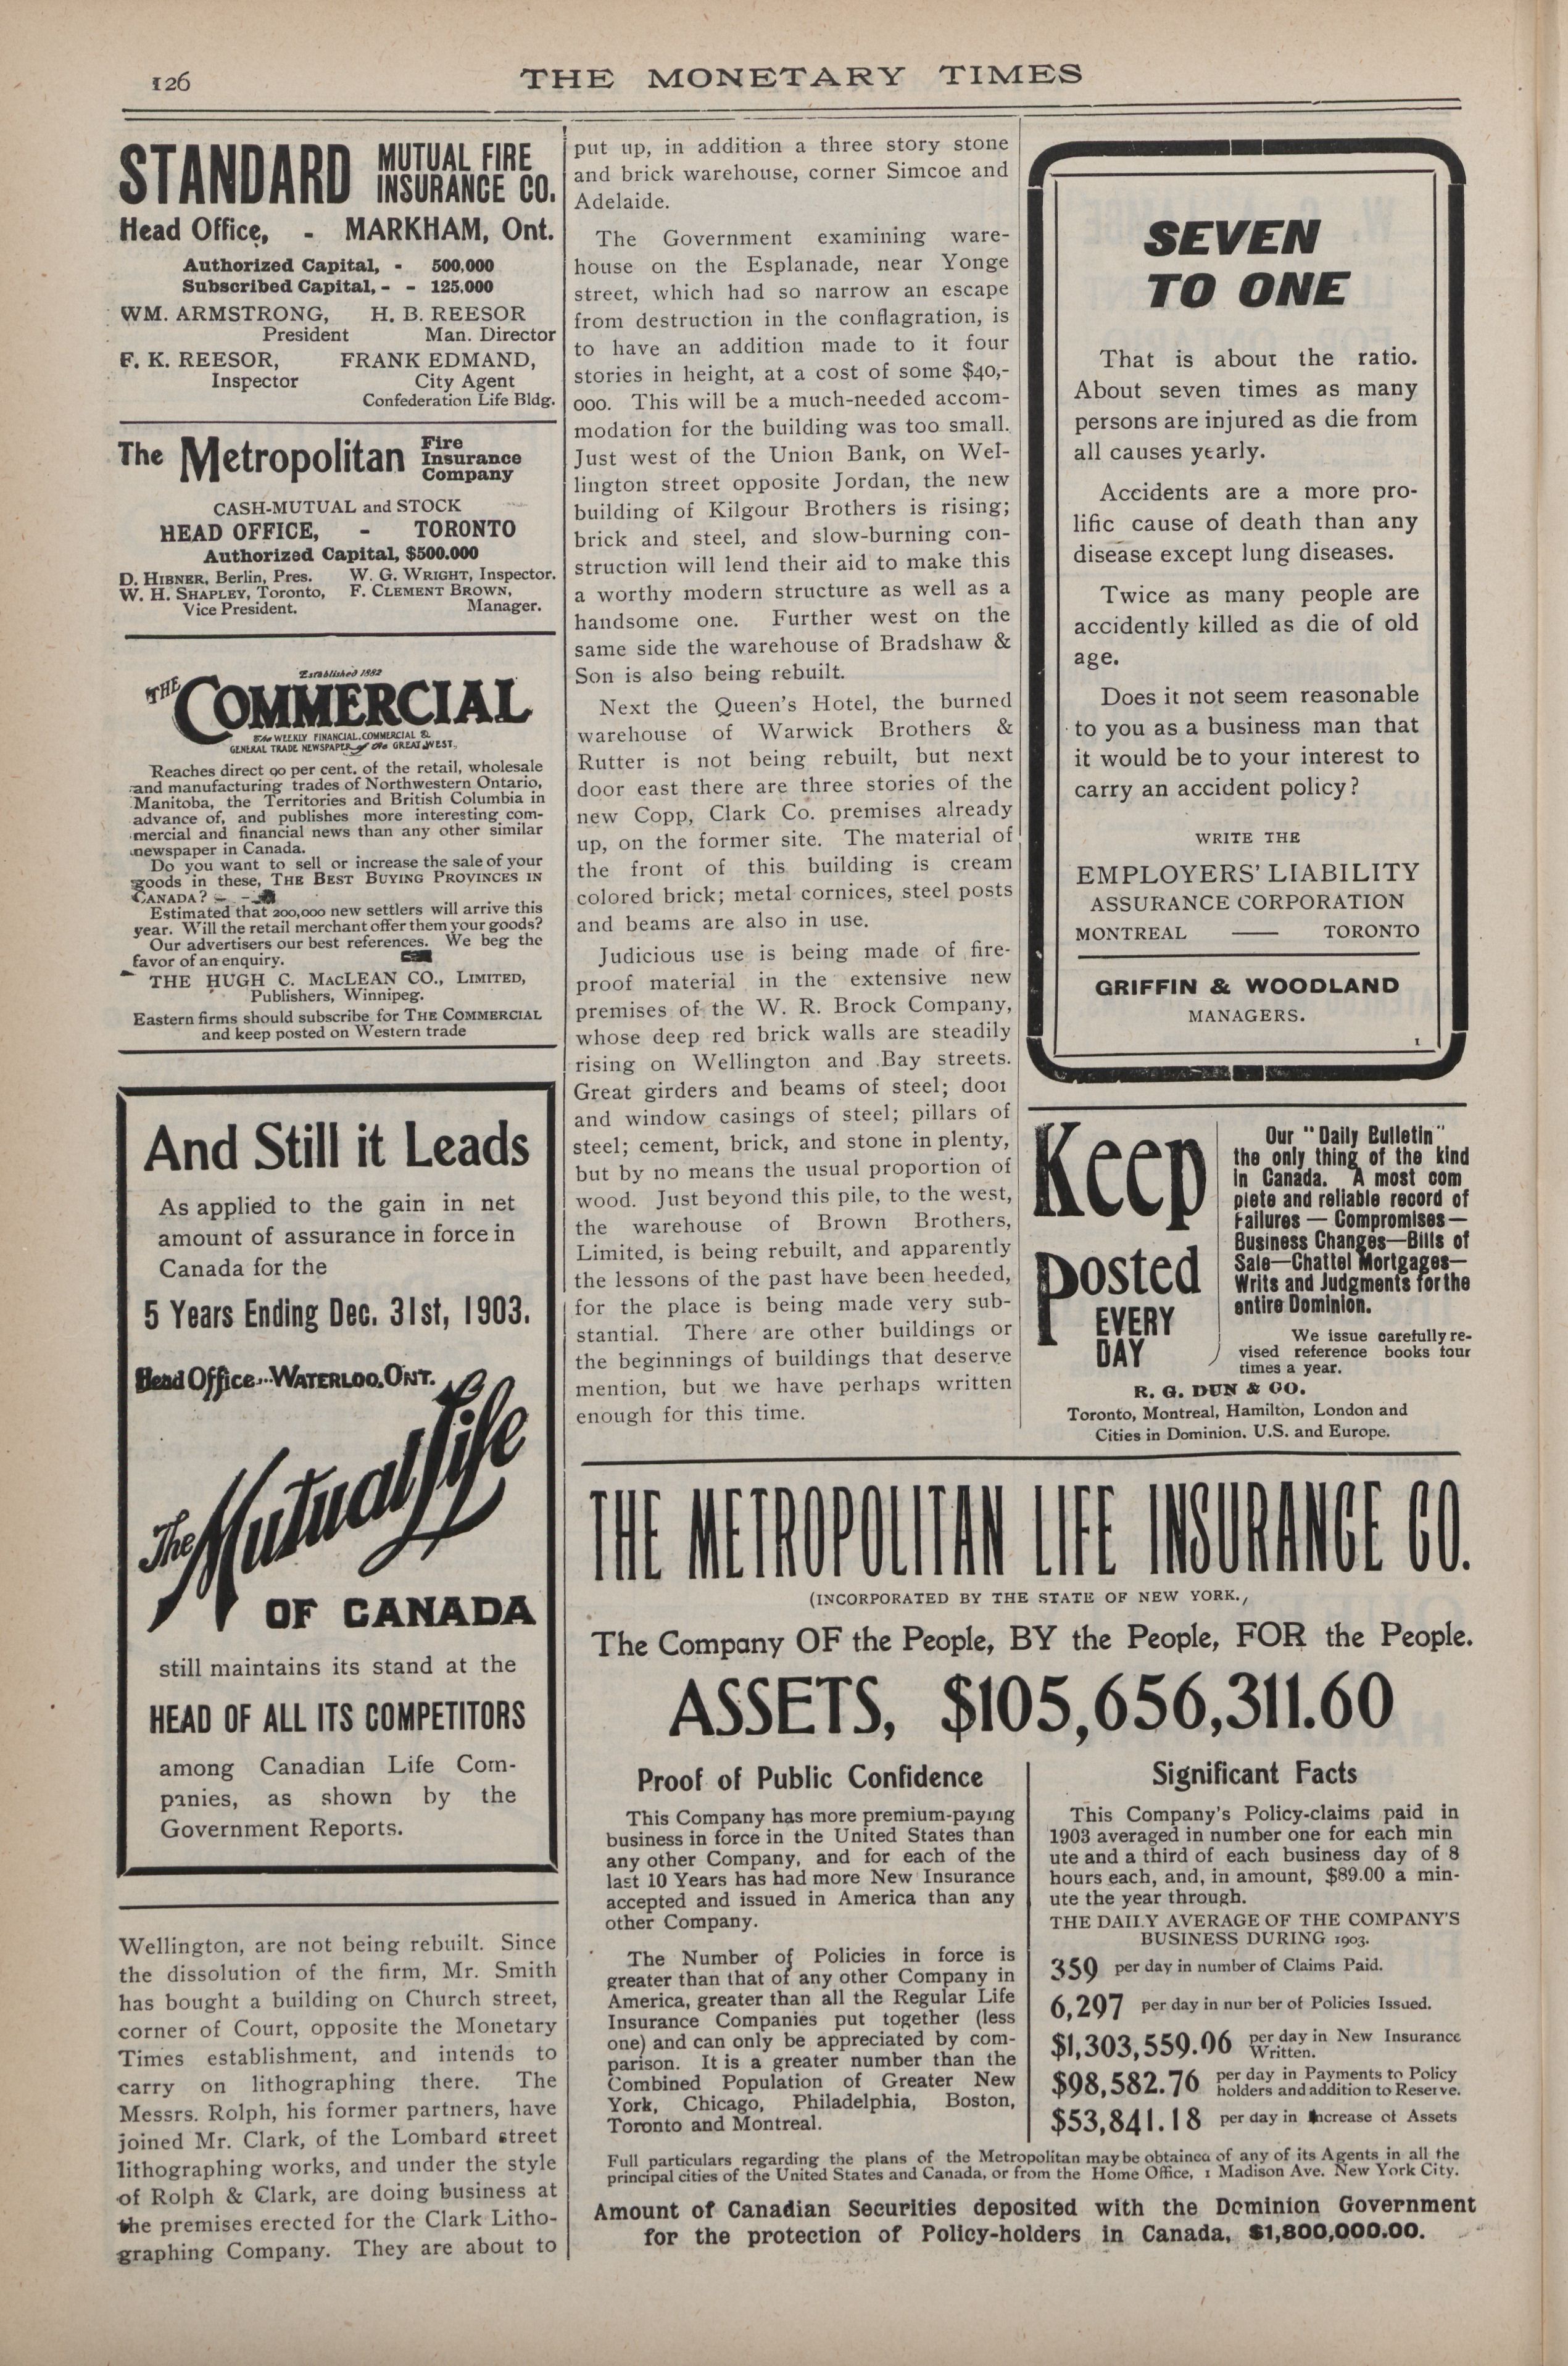 126
THE MONETARY TIMES
STANDARD MUTUAL FIRE
INSURANCE CO.
Head Office, - MARKHAM, Ont.
Authorized Capital, - 500,000
Subscribed Capital, - - 125,000
WM. ARMSTRONG, H. B. REESOR
President Man. Director
F. K. REESOR, FRANK EDMAND,
Inspector City Agent
Confederation Life Bldg.
The Metropolitan Fire
Insurance
Company
CASH-MUTUAL and STOCK
HEAD OFFICE, - TORONTO
Authorized Capital, $500.000
D. HIBNER, Berlin, Pres. W. G. WRIGHT, Inspector.
W. H. SHAPLEY, Toronto, F. CLEMENT BROWN,
Vice President. Manager.
Established 1882
THE COMMERCIAL
The WEEKLY FINANCIAL, COMMERCIAL &
GENERAL TRADE NEWSPAPER of the GREAT WEST.
Reaches direct 90 per cent. of the retail, wholesale
and manufacturing trades of Northwestern Ontario,
Manitoba, the Territories and British Columbia in
advance of, and publishes more interesting com-
mercial and financial news than any other similar
newspaper in Canada.
Do you want to sell or increase the sale of your
goods in these, THE BEST BUYING PROVINCES IN
CANADA? — —
Estimated that 200,000 new settlers will arrive this
year. Will the retail merchant offer them your goods?
Our advertisers our best references. We beg the
favor of an enquiry.
THE HUGH C. MACLEAN CO., LIMITED,
Publishers, Winnipeg.
Eastern firms should subscribe for THE COMMERCIAL
and keep posted on Western trade
And Still it Leads
As applied to the gain in net
amount of assurance in force in
Canada for the
5 Years Ending Dec. 31st, 1903.
Head Office... WATERLOO, ONT.
The Mutual Life
OF CANADA
still maintains its stand at the
HEAD OF ALL ITS COMPETITORS
among Canadian Life Com-
panies, as shown by the
Government Reports.
Wellington, are not being rebuilt. Since
the dissolution of the firm, Mr. Smith
has bought a building on Church street,
corner of Court, opposite the Monetary
Times establishment, and intends to
carry on lithographing there. The
Messrs. Rolph, his former partners, have
joined Mr. Clark, of the Lombard street
lithographing works, and under the style
of Rolph & Clark, are doing business at
the premises erected for the Clark Litho-
graphing Company. They are about to
put up, in addition a three story stone
and brick warehouse, corner Simcoe and
Adelaide.
The Government examining ware-
house on the Esplanade, near Yonge
street, which had so narrow an escape
from destruction in the conflagration, is
to have an addition made to it four
stories in height, at a cost of some $40,-
000. This will be a much-needed accom-
modation for the building was too small.
Just west of the Union Bank, on Wel-
lington street opposite Jordan, the new
building of Kilgour Brothers is rising;
brick and steel, and slow-burning con-
struction will lend their aid to make this
a worthy modern structure as well as a
handsome one. Further west on the
same side the warehouse of Bradshaw &
Son is also being rebuilt.
Next the Queen's Hotel, the burned
warehouse of Warwick Brothers &
Rutter is not being rebuilt, but next
door east there are three stories of the
new Copp, Clark Co. premises already
up, on the former site. The material of
the front of this building is cream
colored brick; metal cornices, steel posts
and beams are also in use.
Judicious use is being made of fire-
proof material in the extensive new
premises of the W. R. Brock Company,
whose deep red brick walls are steadily
rising on Wellington and Bay streets.
Great girders and beams of steel; door
and window casings of steel; pillars of
steel; cement, brick, and stone in plenty,
but by no means the usual proportion of
wood. Just beyond this pile, to the west,
the warehouse of Brown Brothers,
Limited, is being rebuilt, and apparently
the lessons of the past have been heeded,
for the place is being made very sub-
stantial. There are other buildings or
the beginnings of buildings that deserve
mention, but we have perhaps written
enough for this time.
SEVEN
TO ONE
That is about the ratio.
About seven times as many
persons are injured as die from
all causes yearly.
Accidents are a more pro-
lific cause of death than any
disease except lung diseases.
Twice as many people are
accidently killed as die of old
age.
Does it not seem reasonable
to you as a business man that
it would be to your interest to
carry an accident policy?
WRITE THE
EMPLOYERS' LIABILITY
ASSURANCE CORPORATION
MONTREAL —— TORONTO
GRIFFIN & WOODLAND
MANAGERS.
1
Keep
posted
EVERY
DAY
Our "Daily Bulletin"
the only thing of the kind
in Canada. A most com
plete and reliable record of
Failures — Compromises —
Business Changes—Bills of
Sale—Chattel Mortgages—
Writs and Judgments for the
entire Dominion.
We issue carefully re-
vised reference books four
times a year.
R. G. DUN & CO.
Toronto, Montreal, Hamilton, London and
Cities in Dominion. U.S. and Europe.
THE METROPOLITAN LIFE INSURANCE CO.
(INCORPORATED BY THE STATE OF NEW YORK.)
The Company OF the People, BY the People, FOR the People.
ASSETS, $105,656,311.60
Proof of Public Confidence
This Company has more premium-paying
business in force in the United States than
any other Company, and for each of the
last 10 Years has had more New Insurance
accepted and issued in America than any
other Company.
The Number of Policies in force is
greater than that of any other Company in
America, greater than all the Regular Life
Insurance Companies put together (less
one) and can only be appreciated by com-
parison. It is a greater number than the
Combined Population of Greater New
York, Chicago, Philadelphia, Boston,
Toronto and Montreal.
Significant Facts
This Company's Policy-claims paid in
1903 averaged in number one for each min
ute and a third of each business day of 8
hours each, and, in amount, $89.00 a min-
ute the year through.
THE DAILY AVERAGE OF THE COMPANY'S
BUSINESS DURING 1903.
359 per day in number of Claims Paid.
6,297 per day in number of Policies Issued.
$1,303,559.06 per day in New Insurance
Written.
$98,582.76 per day in Payments to Policy
holders and addition to Reserve.
$53,841.18 per day in Increase of Assets
Full particulars regarding the plans of the Metropolitan may be obtained of any of its Agents in all the
principal cities of the United States and Canada, or from the Home Office, 1 Madison Ave. New York City.
Amount of Canadian Securities deposited with the Dominion Government
for the protection of Policy-holders in Canada, $1,800,000.00.